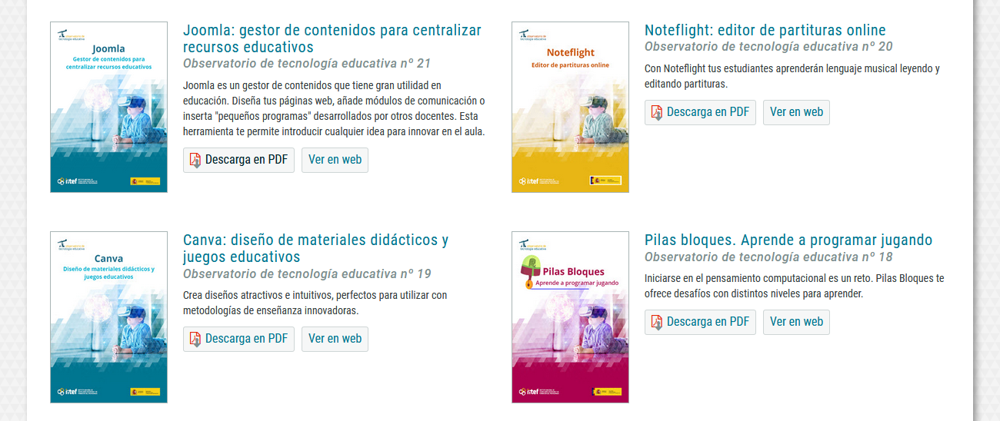 Observatorio de
tecnología educativa
Joomla
Gestor de contenidos para
centralizar recursos educativos
intef
Joomla: gestor de contenidos para centralizar
recursos educativos
Observatorio de tecnología educativa nº 21
Joomla es un gestor de contenidos que tiene gran utilidad en
educación. Diseña tus páginas web, añade módulos de comunicación o
inserta "pequeños programas" desarrollados por otros docentes. Esta
herramienta te permite introducir cualquier idea para innovar en el aula.
Descarga en PDF
Ver en web
Observatorio de
tecnología educativa
Noteflight
Editor de partituras online
intef
Noteflight: editor de partituras online
Observatorio de tecnología educativa nº 20
Con Noteflight tus estudiantes aprenderán lenguaje musical leyendo y
editando partituras.
Descarga en PDF
Ver en web
Observatorio de
tecnología educativa
Canva
Diseño de materiales didácticos y
juegos educativos
intef
Canva: diseño de materiales didácticos y
juegos educativos
Observatorio de tecnología educativa nº 19
Crea diseños atractivos e intuitivos, perfectos para utilizar con
metodologías de enseñanza innovadoras.
Descarga en PDF
Ver en web
Observatorio de
tecnología educativa
Pilas Bloques
Aprende a programar jugando
intef
Pilas bloques. Aprende a programar jugando
Observatorio de tecnología educativa nº 18
Iniciarse en el pensamiento computacional es un reto. Pilas Bloques te
ofrece desafíos con distintos niveles para aprender.
Descarga en PDF
Ver en web